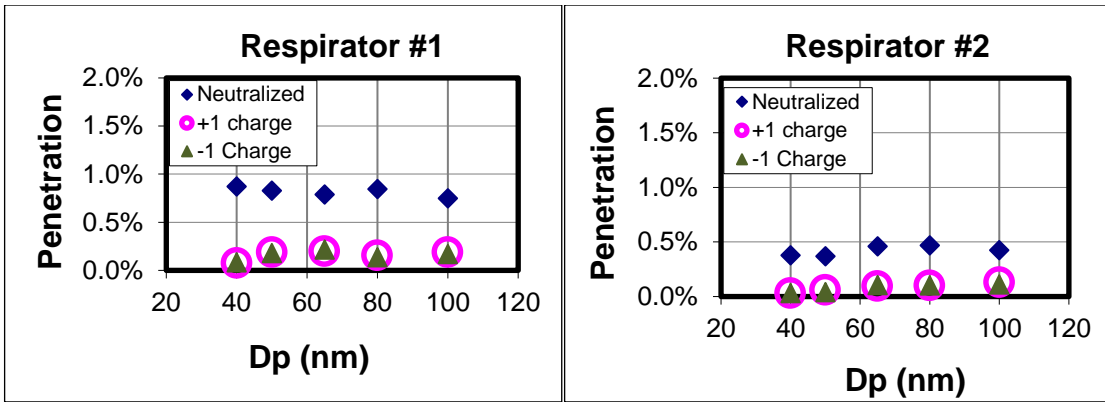 Respirator #1
2.0%
1.5%
1.0%
0.5%
0.0%
Penetration
Neutralized
+1 charge
-1 Charge
20 40 60 80 100 120
Dp (nm)
Respirator #2
2.0%
1.5%
1.0%
0.5%
0.0%
Penetration
Neutralized
+1 charge
-1 Charge
20 40 60 80 100 120
Dp (nm)